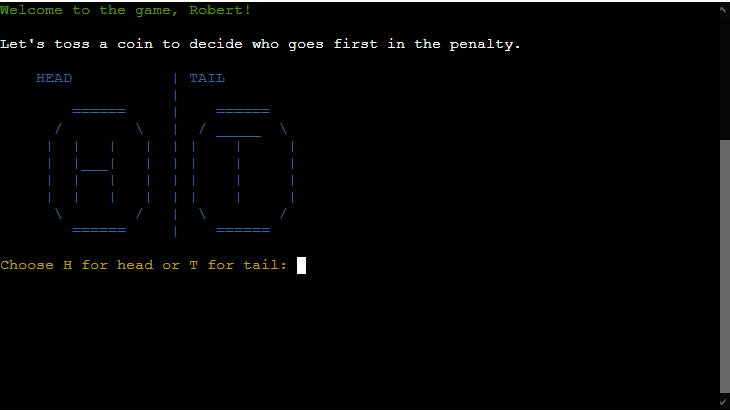 Welcome to the game, Robert!
Let's toss a coin to decide who goes first in the penalty.
HEAD | TAIL
Choose H for head or T for tail: